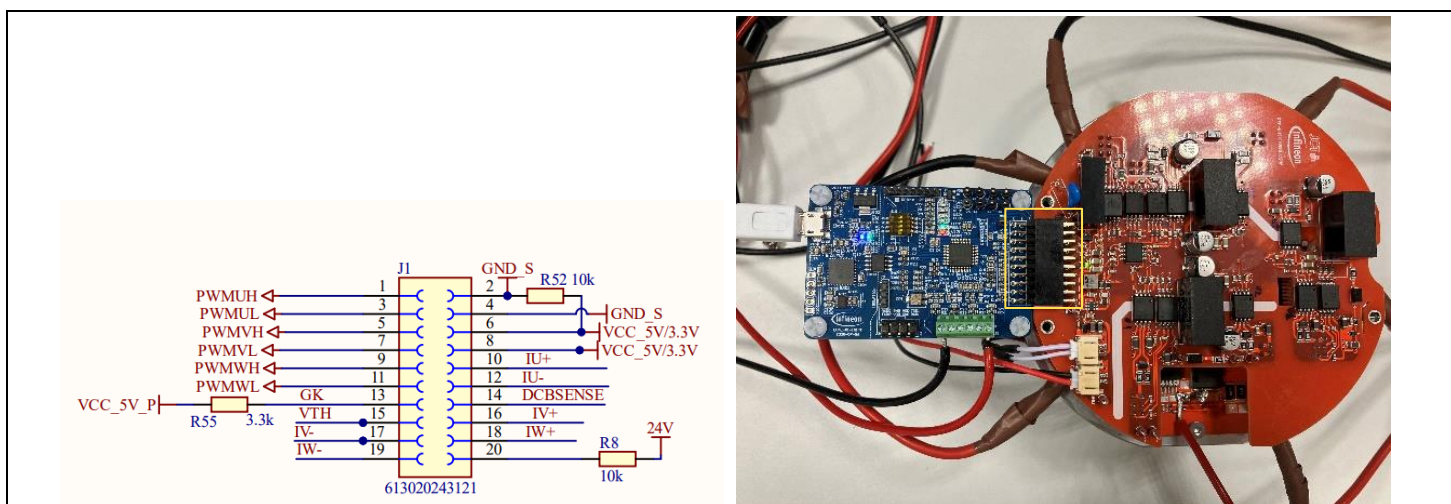 J1
PWMUH 1 2 GND_S R52 10k
PWMUL 3 4 GND_S
PWMVH 5 6 VCC_5V/3.3V
PWMVL 7 8 VCC_5V/3.3V
PWMWH 9 10 IU+
PWMWL 11 12 IU-
VCC_5V_P R55 3.3k GK 13 14 DCBSENSE
VTH 15 16 IV+
IV- 17 18 IW+
IW- 19 20 R8 10k 24V
613020243121
infineon
infineon